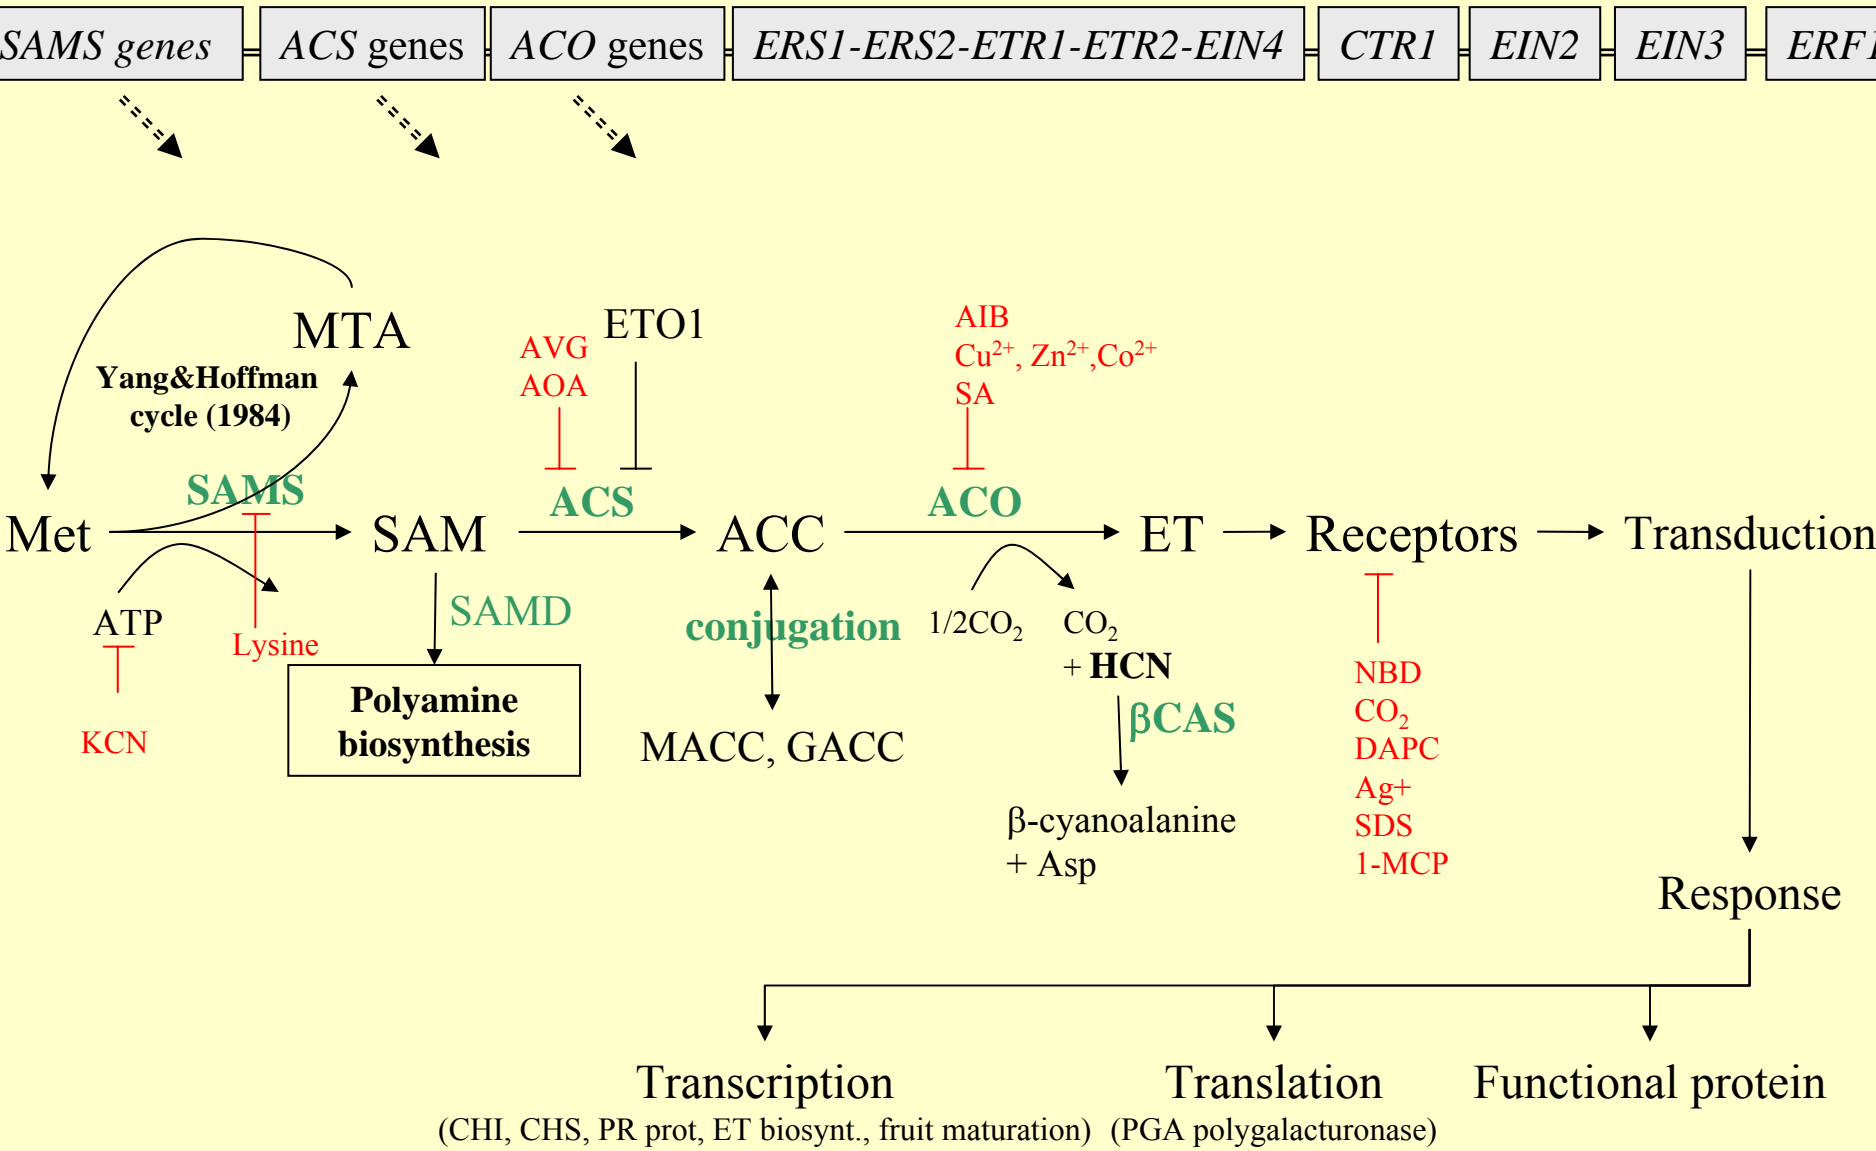 SAMS genes
ACS genes
ACO genes
ERS1-ERS2-ETR1-ETR2-EIN4
CTR1
EIN2
EIN3
ERF1
MTA
Yang&Hoffman
cycle (1984)
AVG
AOA
ETO1
AIB
Cu²⁺, Zn²⁺,Co²⁺
SA
SAMS
ACS
ACO
Met
SAM
ACC
ET
Receptors
Transduction
ATP
Lysine
KCN
SAMD
Polyamine
biosynthesis
conjugation
MACC, GACC
1/2CO₂
CO₂
+ HCN
βCAS
β-cyanoalanine
+ Asp
NBD
CO₂
DAPC
Ag+
SDS
1-MCP
Response
Transcription
(CHI, CHS, PR prot, ET biosynt., fruit maturation)
Translation
(PGA polygalacturonase)
Functional protein